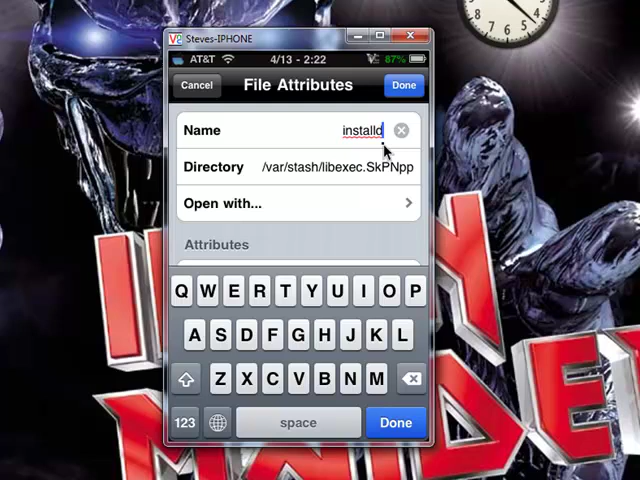 Steves-IPHONE
AT&T 4/13 - 2:22 87%
Cancel File Attributes Done
Name installd
Directory /var/stash/libexec.SkPNpp
Open with...
Attributes
Q W E R T Y U I O P
A S D F G H J K L
Z X C V B N M
123 space Done